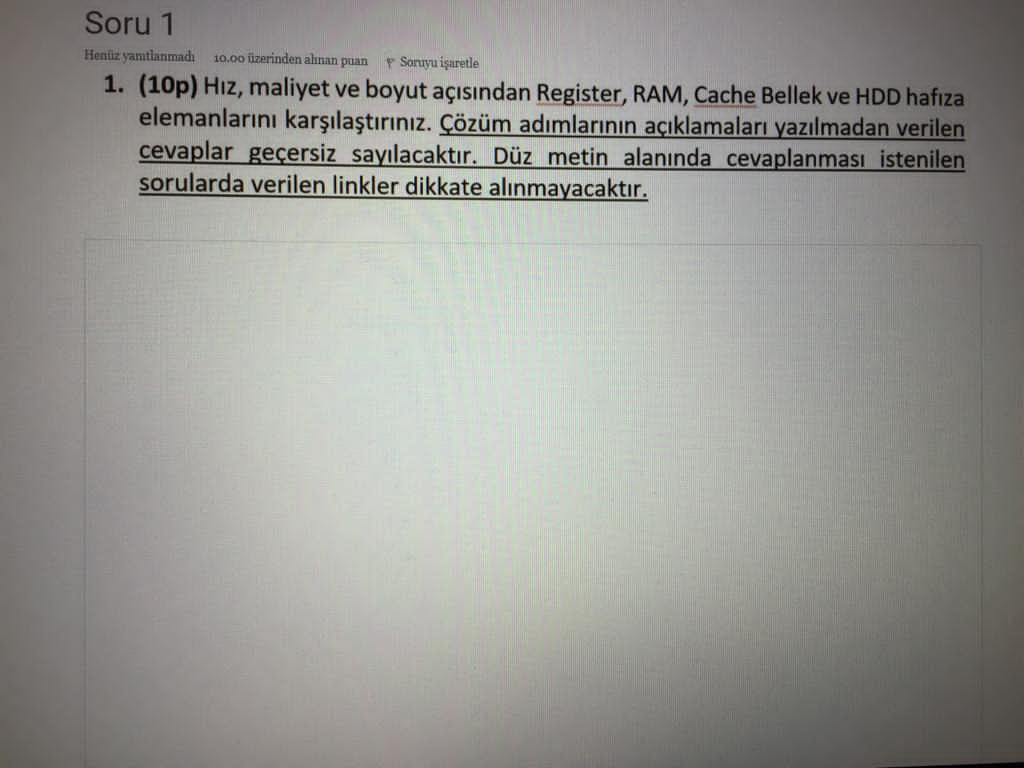 Soru 1
Henüz yanıtlanmadı 10.00 üzerinden alınan puan Soruyu işaretle
1. (10p) Hız, maliyet ve boyut açısından Register, RAM, Cache Bellek ve HDD hafıza
elemanlarını karşılaştırınız. Çözüm adımlarının açıklamaları yazılmadan verilen
cevaplar geçersiz sayılacaktır. Düz metin alanında cevaplanması istenilen
sorularda verilen linkler dikkate alınmayacaktır.